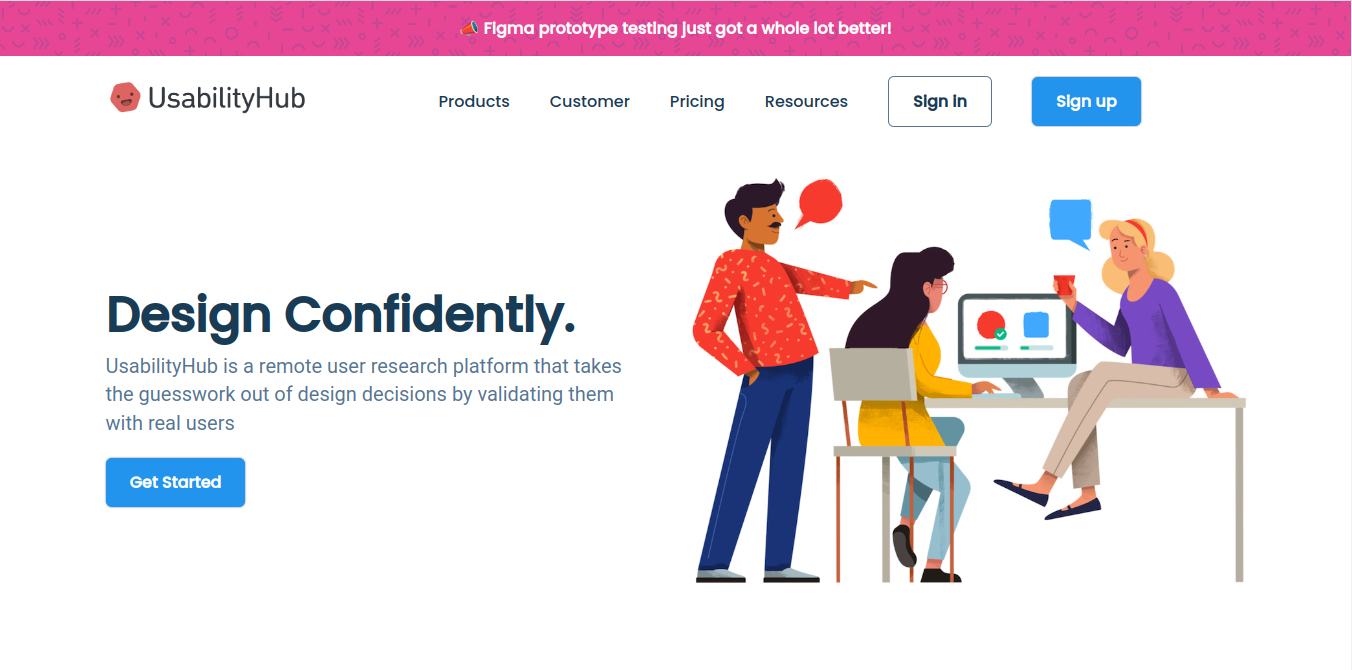 📣 Figma prototype testing just got a whole lot better!
UsabilityHub
Products
Customer
Pricing
Resources
Sign In
Sign up
Design Confidently.
UsabilityHub is a remote user research platform that takes
the guesswork out of design decisions by validating them
with real users
Get Started